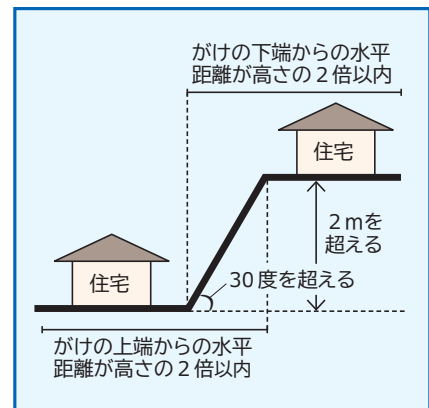 がけの下端からの水平
距離が高さの2倍以内
住宅
2mを
超える
住宅
30度を超える
がけの上端からの水平
距離が高さの2倍以内